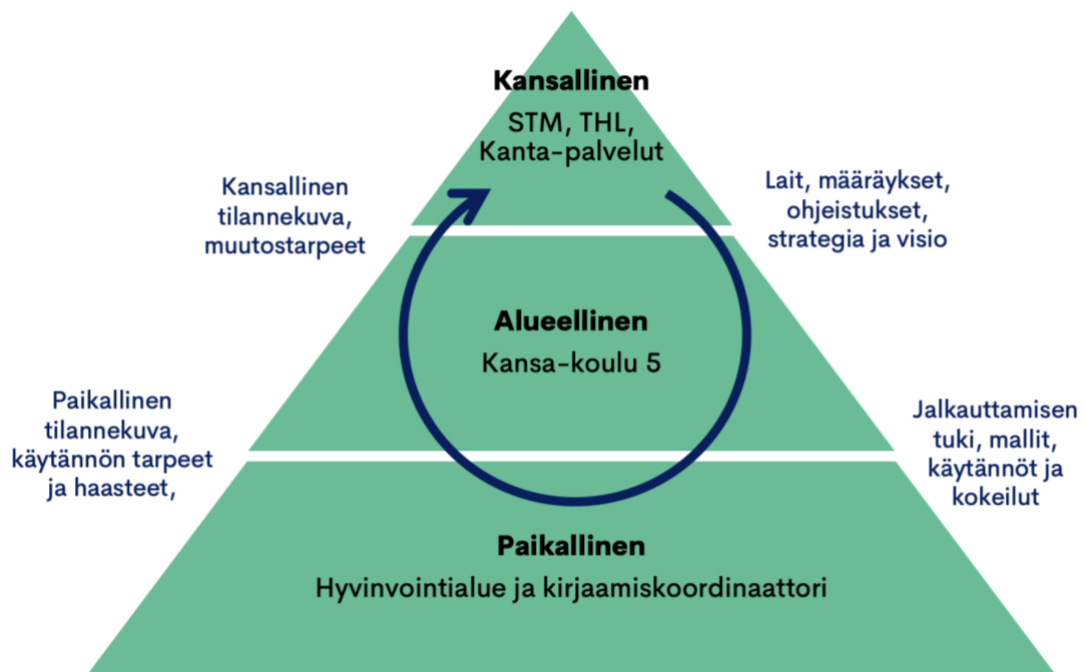 Kansallinen
STM, THL,
Kanta-palvelut
Kansallinen
tilannekuva,
muutostarpeet
Lait, määräykset,
ohjeistukset,
strategia ja visio
Alueellinen
Kansa-koulu 5
Paikallinen
tilannekuva,
käytännön tarpeet
ja haasteet,
Jalkauttamisen
tuki, mallit,
käytännöt ja
kokeilut
Paikallinen
Hyvinvointialue ja kirjaamiskoordinaattori